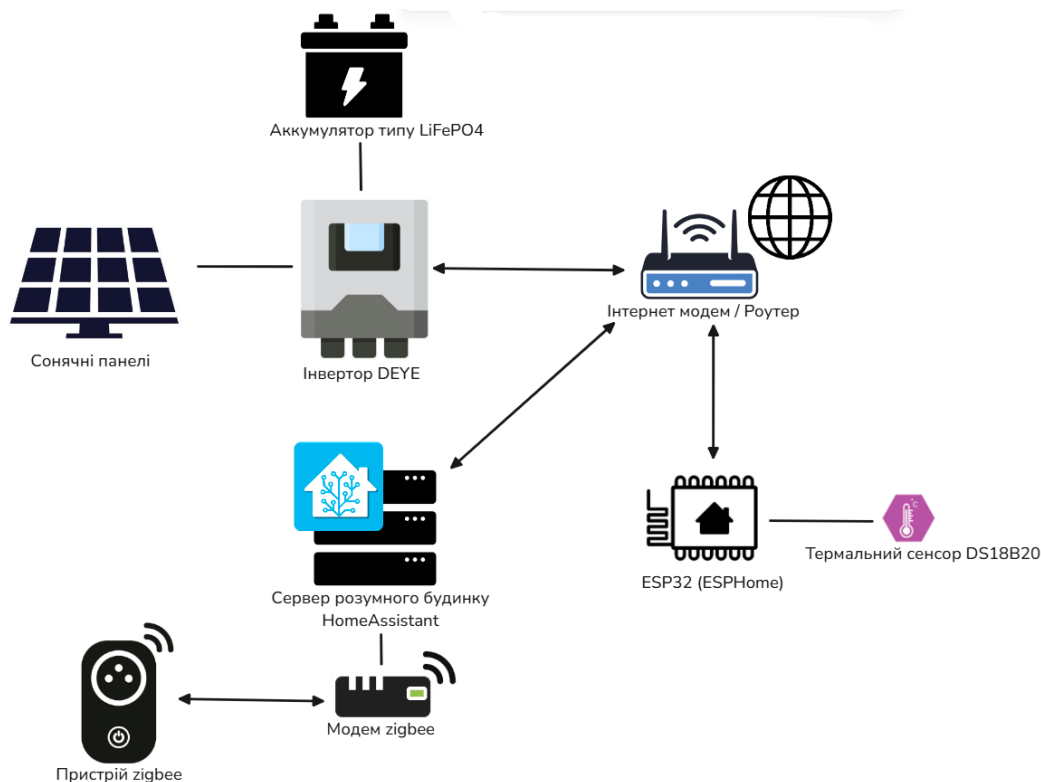 Аккумулятор типу LiFePO4
Сонячні панелі
Інвертор DEYE
Інтернет модем / Роутер
Сервер розумного будинку
HomeAssistant
ESP32 (ESPHome)
°C
Термальний сенсор DS18B20
Модем zigbee
Пристрій zigbee